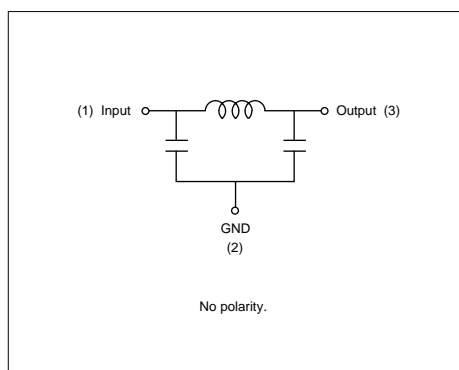 (1) Input
Output (3)
GND
(2)
No polarity.